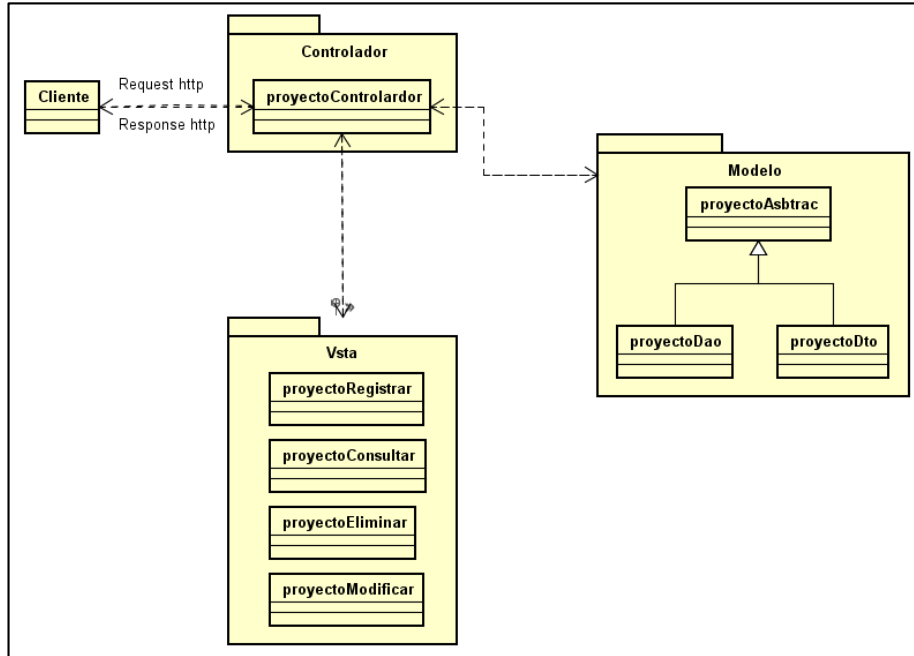 Controlador
Request http
Cliente
proyectoControlardor
Response http
Modelo
proyectoAsbtrac
proyectoDao
proyectoDto
Vsta
proyectoRegistrar
proyectoConsultar
proyectoEliminar
proyectoModificar